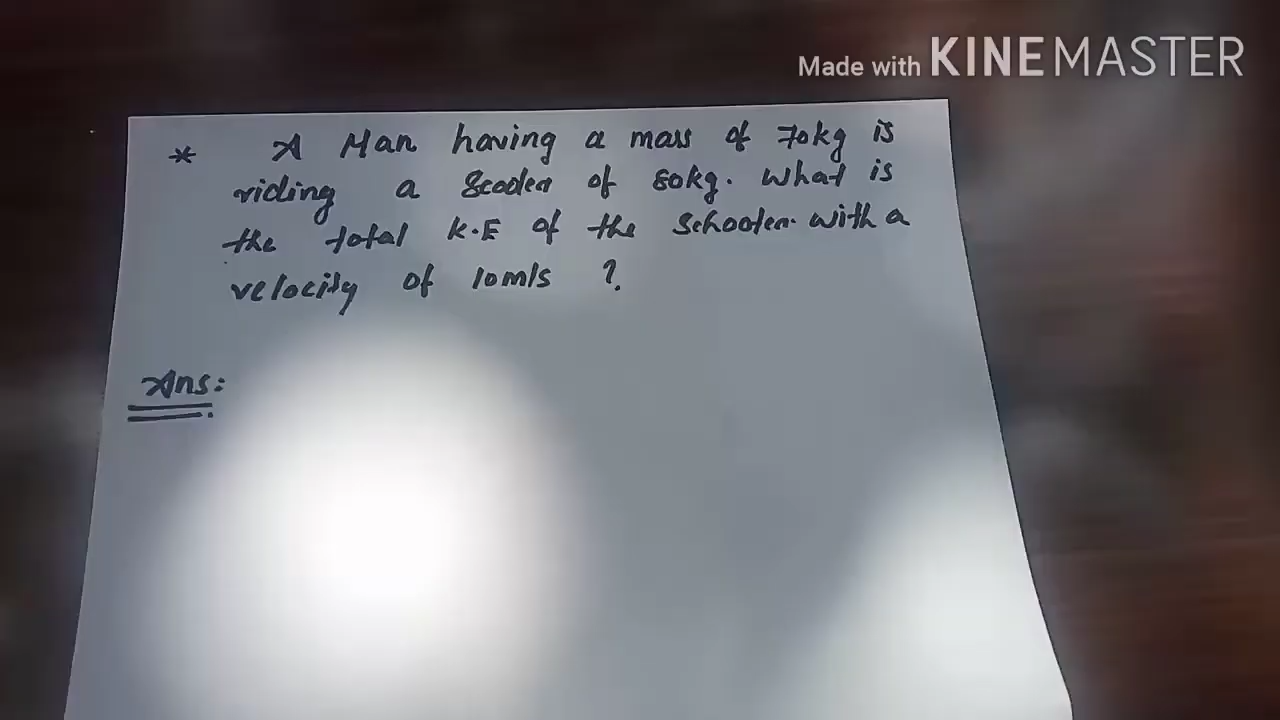 Made with KINEMASTER
* A Man having a mass of 70kg is
riding a Scooter of 80kg. What is
the total K.E of the Schooter with a
velocity of 10m/s ?
Ans: